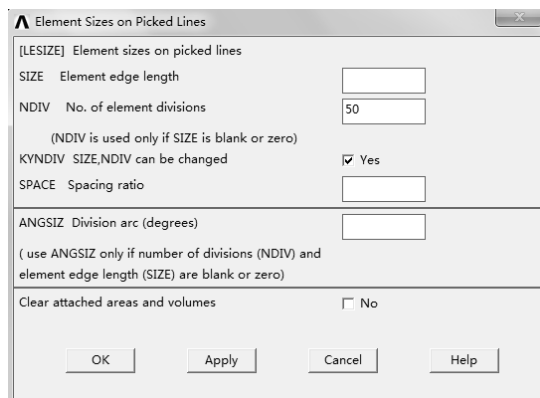 Element Sizes on Picked Lines
[LESIZE] Element sizes on picked lines
SIZE Element edge length
NDIV No. of element divisions 50
(NDIV is used only if SIZE is blank or zero)
KYNDIV SIZE,NDIV can be changed Yes
SPACE Spacing ratio
ANGSIZ Division arc (degrees)
( use ANGSIZ only if number of divisions (NDIV) and
element edge length (SIZE) are blank or zero)
Clear attached areas and volumes No
OK Apply Cancel Help